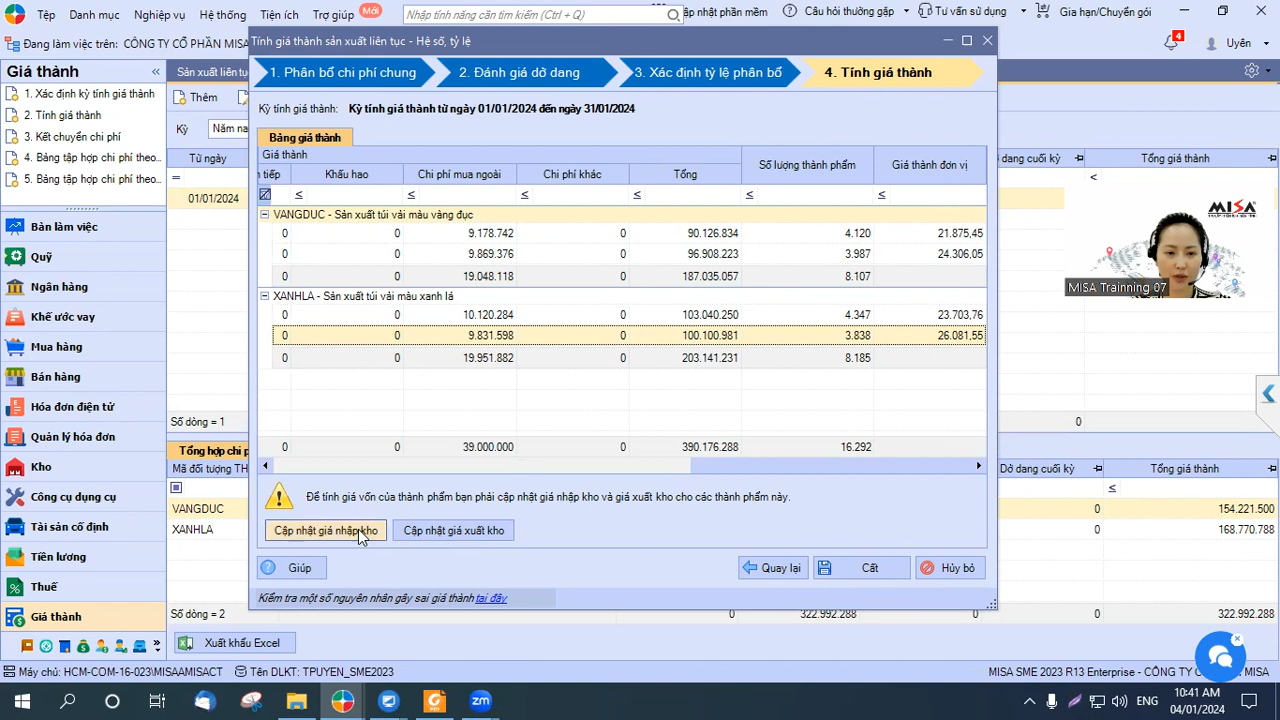 Tệp Danh mục Nghiệp vụ Hệ thống Tiện ích Trợ giúp Mới Nhập tính năng cần tìm kiếm (Ctrl + Q) nhật phần mềm Câu hỏi thường gặp Tư vấn sử dụng Gia hạn/Chuyển gói
Đang làm việc trên: CÔNG TY CỔ PHẦN MISA 4 Uyên
Tính giá thành sản xuất liên tục - Hệ số, tỷ lệ
Giá thành
Sản xuất liên tụ
1. Phân bổ chi phí chung 2. Đánh giá dở dang 3. Xác định tỷ lệ phân bổ 4. Tính giá thành
1. Xác định kỳ tính giá thành
2. Tính giá thành
3. Kết chuyển chi phí
4. Bảng tập hợp chi phí theo...
5. Bảng tập hợp chi phí theo...
Thêm
Kỳ Năm na
Từ ngày
=
01/01/2024
Kỳ tính giá thành: Kỳ tính giá thành từ ngày 01/01/2024 đến ngày 31/01/2024
Bảng giá thành
Giá thành Số lượng thành phẩm Giá thành đơn vị
n tiếp Khấu hao Chi phí mua ngoài Chi phí khác Tổng
≤ ≤ ≤ ≤ ≤ ≤
VANGDUC - Sản xuất túi vải màu vàng đục
0 0 9.178.742 0 90.126.834 4.120 21.875,45
0 0 9.869.376 0 96.908.223 3.987 24.306,05
0 0 19.048.118 0 187.035.057 8.107
XANHLA - Sản xuất túi vải màu xanh lá
0 0 10.120.284 0 103.040.250 4.347 23.703,76
0 0 9.831.598 0 100.100.981 3.838 26.081,55
0 0 19.951.882 0 203.141.231 8.185
0 0 39.000.000 0 390.176.288 16.292
Để tính giá vốn của thành phẩm bạn phải cập nhật giá nhập kho và giá xuất kho cho các thành phẩm này.
Cập nhật giá nhập kho Cập nhật giá xuất kho
Giúp Quay lại Cất Hủy bỏ
Kiểm tra một số nguyên nhân gây sai giá thành tại đây
dang cuối kỳ Tổng giá thành
<
MISA
MISA Trainning 07
Bàn làm việc
Quỹ
Ngân hàng
Khế ước vay
Mua hàng
Bán hàng
Hóa đơn điện tử
Quản lý hóa đơn
Kho
Công cụ dụng cụ
Tài sản cố định
Tiền lương
Thuế
Giá thành
Số dòng = 1 0
Tổng hợp chi p
Mã đối tượng TH Dở dang cuối kỳ Tổng giá thành
≤
VANGDUC 0 154.221.500
XANHLA 0 168.770.788
Số dòng = 2 0 0 0 322.992.288 0 322.992.288
Xuất khẩu Excel
Máy chủ: HCM-COM-16-023\MISAAMISACT Tên DLKT: TPUYEN_SME2023 MISA SME 2023 R13 Enterprise - CÔNG TY
zm ENG 10:41 AM
04/01/2024